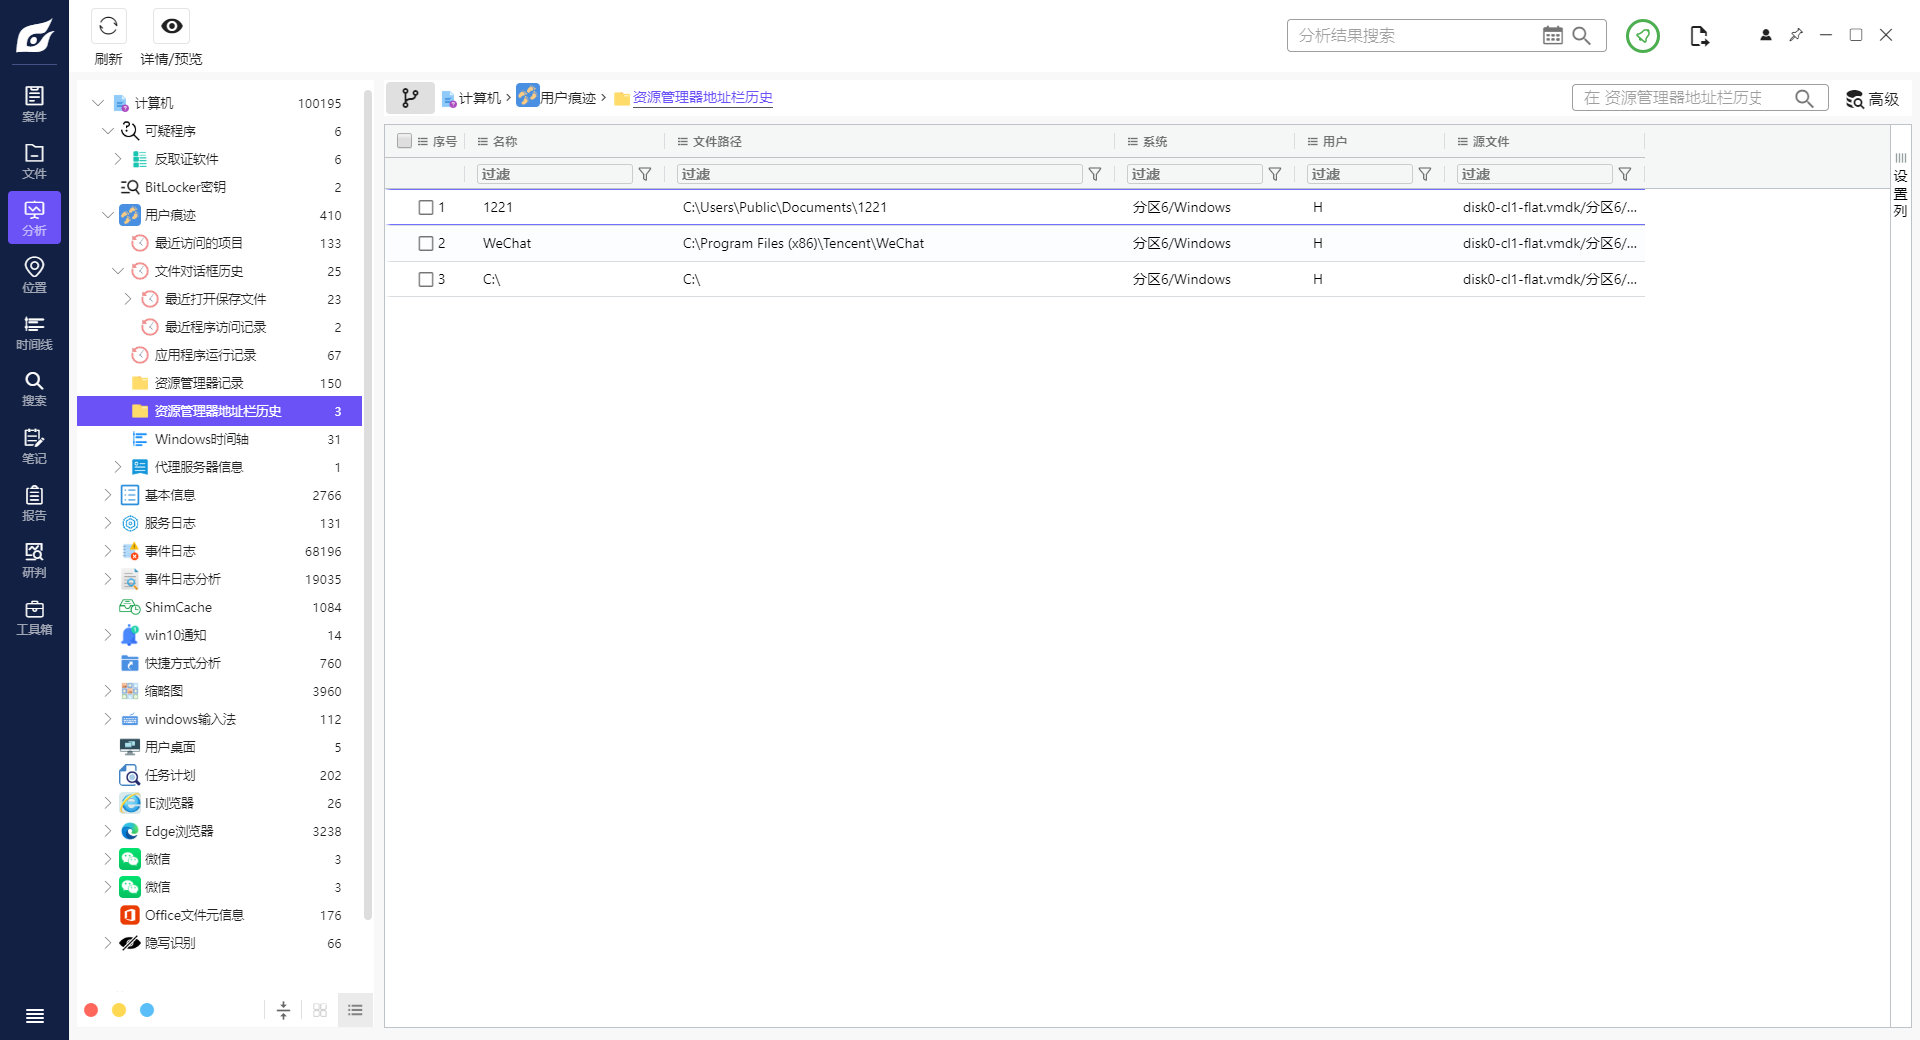 刷新
详情/预览
分析结果搜索
案件
文件
分析
位置
时间线
搜索
笔记
报告
研判
工具箱
计算机 100195
可疑程序 6
反取证软件 6
BitLocker密钥 2
用户痕迹 410
最近访问的项目 133
文件对话框历史 25
最近打开保存文件 23
最近程序访问记录 2
应用程序运行记录 67
资源管理器记录 150
资源管理器地址栏历史 3
Windows时间轴 31
代理服务器信息 1
基本信息 2766
服务日志 131
事件日志 68196
事件日志分析 19035
ShimCache 1084
win10通知 14
快捷方式分析 760
缩略图 3960
windows输入法 112
用户桌面 5
任务计划 202
IE浏览器 26
Edge浏览器 3238
微信 3
微信 3
Office文件元信息 176
隐写识别 66
计算机 › 用户痕迹 › 资源管理器地址栏历史
在 资源管理器地址栏历史
高级
序号 名称 文件路径 系统 用户 源文件
过滤 过滤 过滤 过滤 过滤
1 1221 C:\Users\Public\Documents\1221 分区6/Windows H disk0-cl1-flat.vmdk/分区6/...
2 WeChat C:\Program Files (x86)\Tencent\WeChat 分区6/Windows H disk0-cl1-flat.vmdk/分区6/...
3 C:\ C:\ 分区6/Windows H disk0-cl1-flat.vmdk/分区6/...
设置列